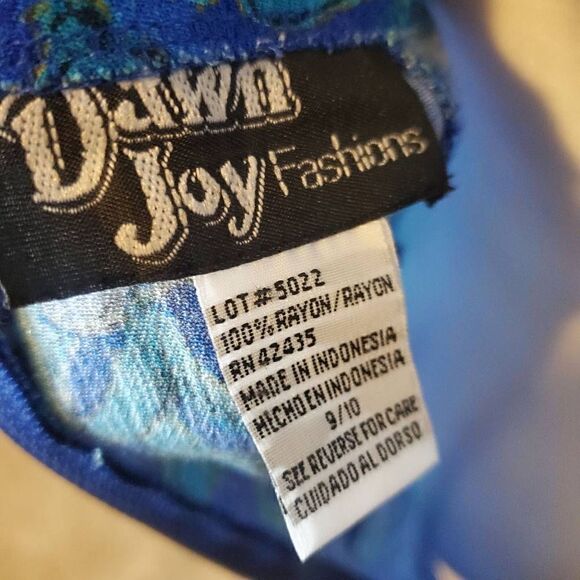 Dawn
Joy Fashions
LOT# 5022
100% RAYON/RAYON
RN 42435
MADE IN INDONESIA
HECHO EN INDONESIA
9/10
SEE REVERSE FOR CARE
CUIDADO AL DORSO